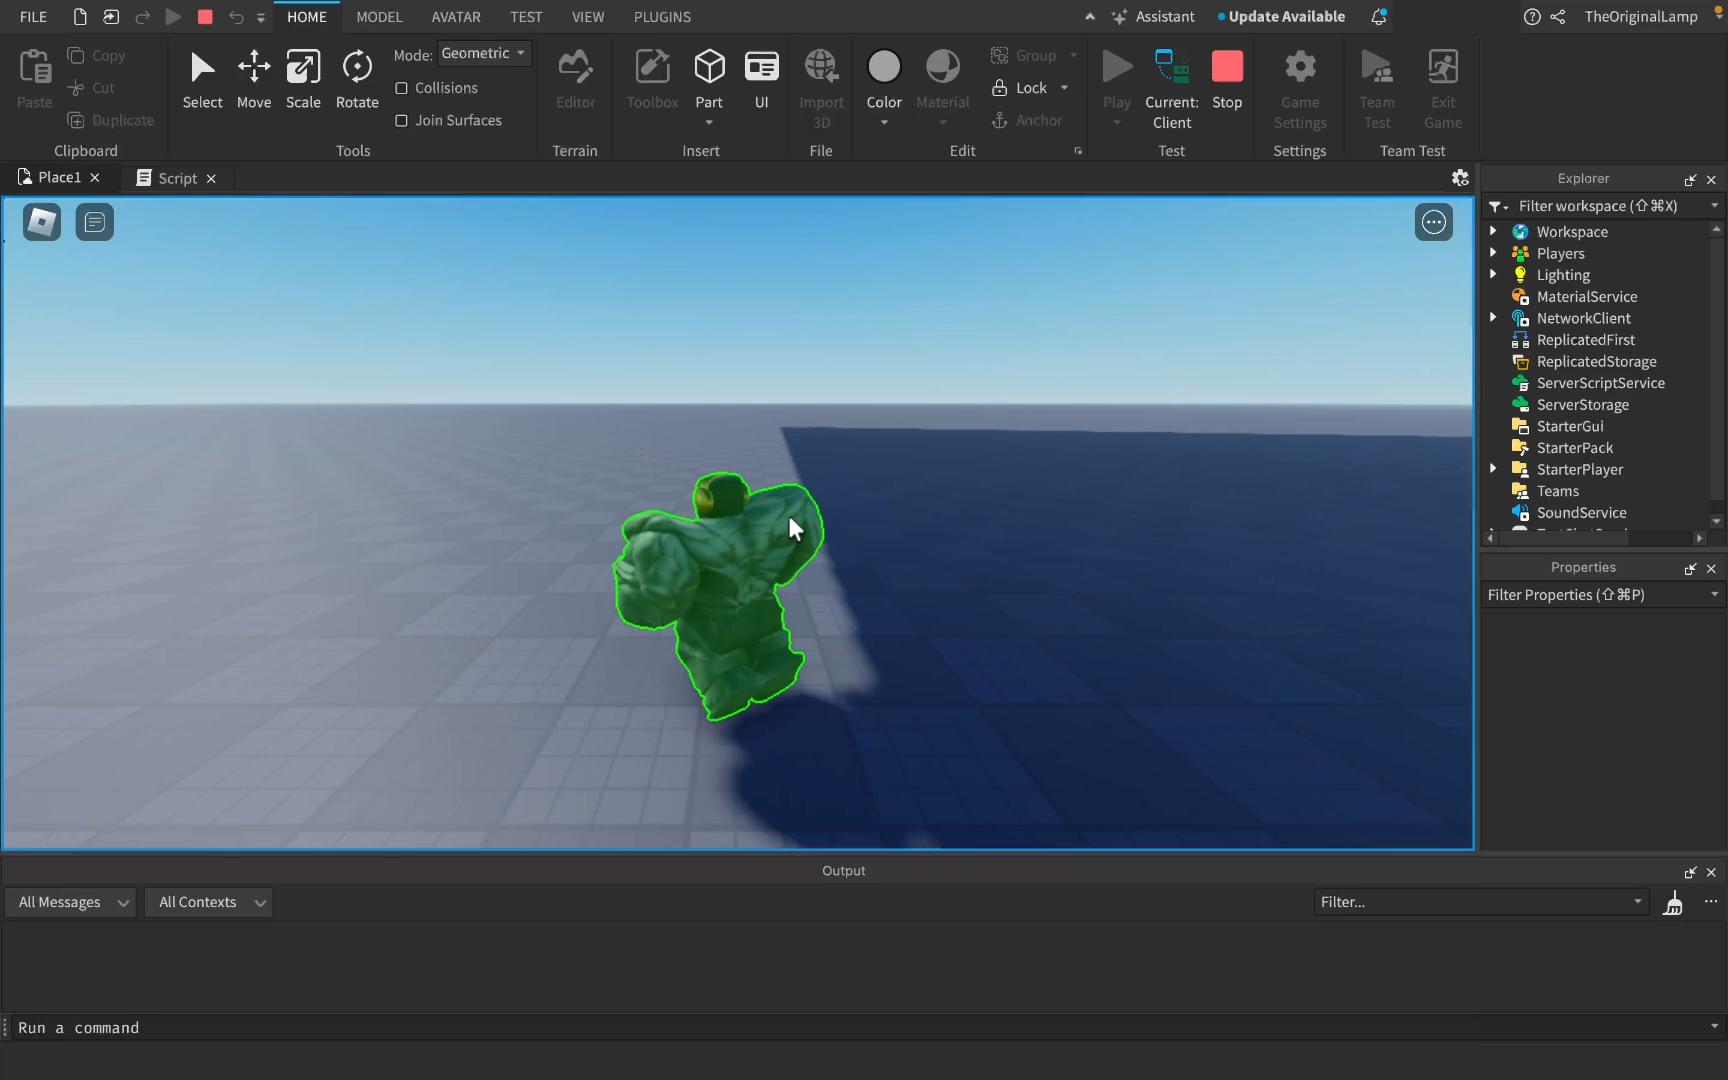 FILE
HOME
MODEL
AVATAR
TEST
VIEW
PLUGINS
Assistant
Update Available
TheOriginalLamp
Paste
Copy
Cut
Duplicate
Clipboard
Select
Move
Scale
Rotate
Mode: Geometric
Collisions
Join Surfaces
Tools
Editor
Terrain
Toolbox
Part
UI
Insert
Import
3D
File
Color
Material
Group
Lock
Anchor
Edit
Play
Current:
Client
Stop
Test
Game
Settings
Settings
Team
Test
Exit
Game
Team Test
Place1
Script
Explorer
Filter workspace (⇧⌘X)
Workspace
Players
Lighting
MaterialService
NetworkClient
ReplicatedFirst
ReplicatedStorage
ServerScriptService
ServerStorage
StarterGui
StarterPack
StarterPlayer
Teams
SoundService
Properties
Filter Properties (⇧⌘P)
Output
All Messages
All Contexts
Filter...
Run a command